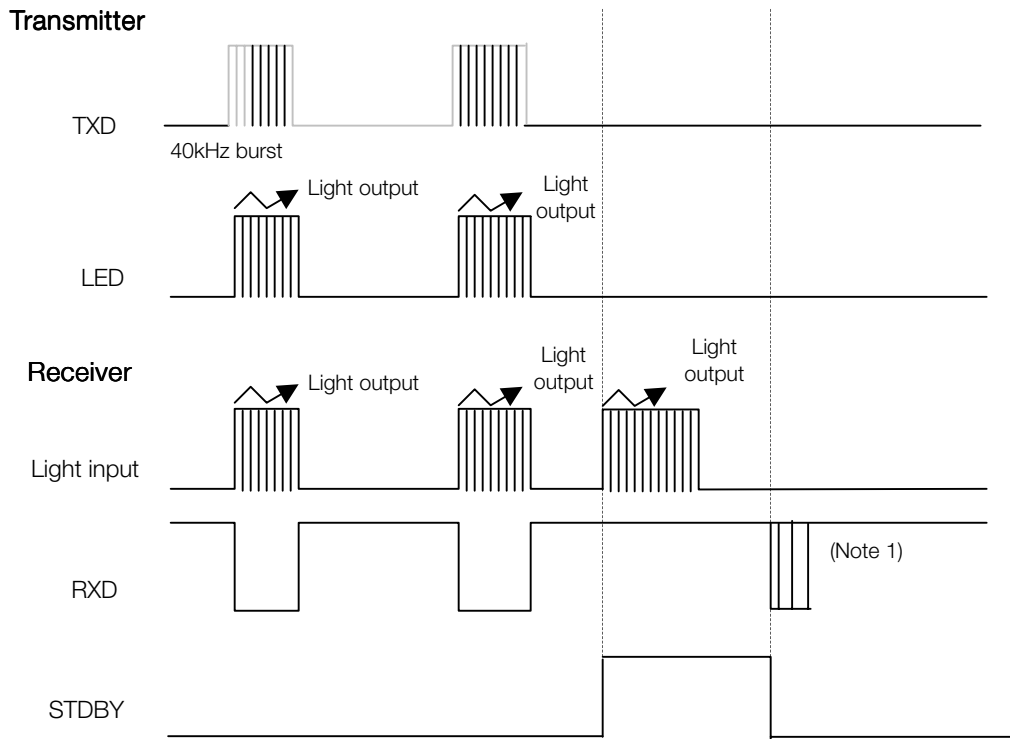 Transmitter
TXD
40kHz burst
Light output
Light
output
LED
Receiver
Light output
Light
output
Light
output
Light input
(Note 1)
RXD
STDBY